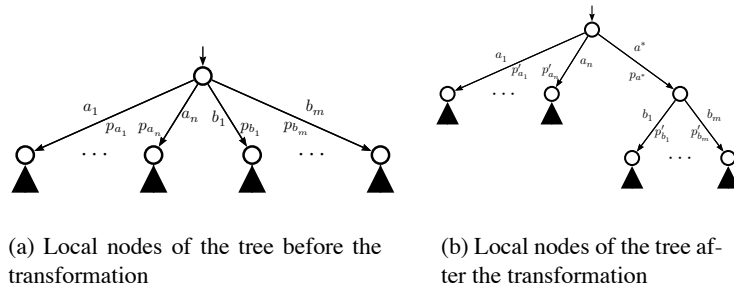 a_1 p_{a_1} p_{a_n} a_n b_1 p_{b_1} p_{b_m} b_m
. . . . . .
(a) Local nodes of the tree before the
transformation
a_1 p'_{a_1} p'_{a_n} a_n a* p_{a*}
. . .
b_1 p'_{b_1} p'_{b_m} b_m
. . .
(b) Local nodes of the tree af-
ter the transformation